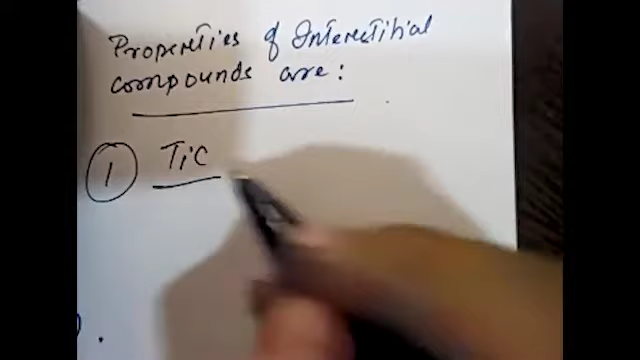 Properties of Interstitial
compounds are:
1 TiC